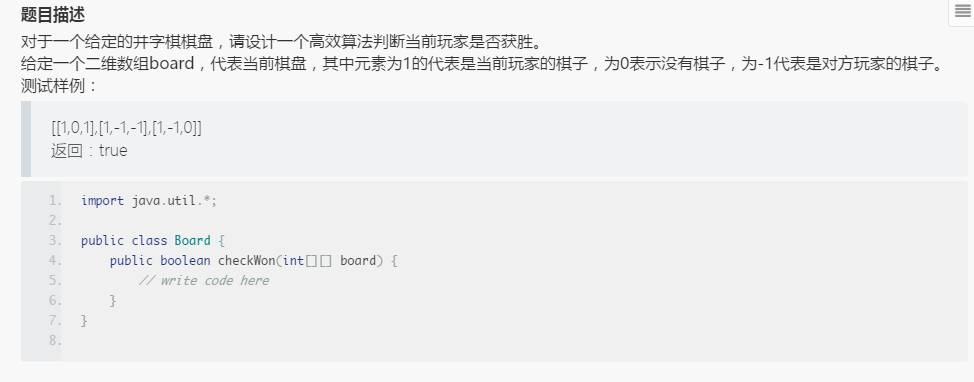 题目描述
对于一个给定的井字棋棋盘，请设计一个高效算法判断当前玩家是否获胜。
给定一个二维数组board，代表当前棋盘，其中元素为1的代表是当前玩家的棋子，为0表示没有棋子，为-1代表是对方玩家的棋子。
测试样例：
[[1,0,1],[1,-1,-1],[1,-1,0]]
返回：true
1. import java.util.*;
2.
3. public class Board {
4. public boolean checkWon(int[][] board) {
5. // write code here
6. }
7. }
8.